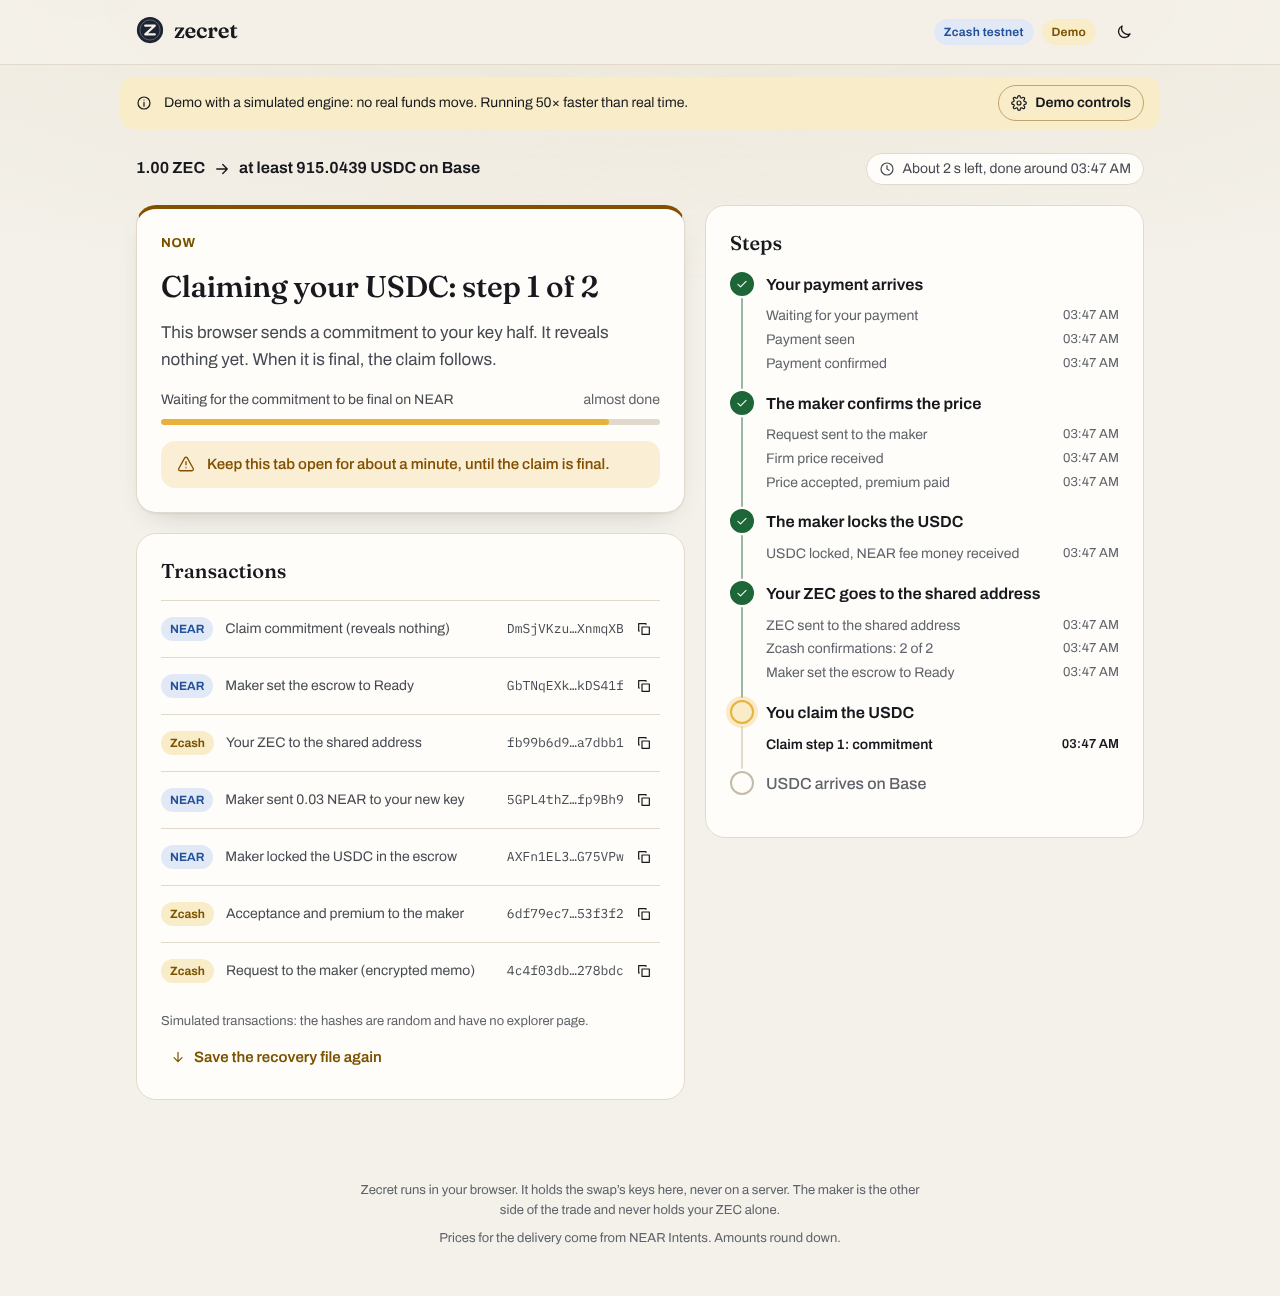 zecret
Zcash testnet
Demo
Demo with a simulated engine: no real funds move. Running 50× faster than real time.
Demo controls
1.00 ZEC → at least 915.0439 USDC on Base
About 2 s left, done around 03:47 AM
NOW
Claiming your USDC: step 1 of 2
This browser sends a commitment to your key half. It reveals
nothing yet. When it is final, the claim follows.
Waiting for the commitment to be final on NEAR
almost done
Keep this tab open for about a minute, until the claim is final.
Transactions
NEAR Claim commitment (reveals nothing) DmSjVKzu…XnmqXB
NEAR Maker set the escrow to Ready GbTNqEXk…kDS41f
Zcash Your ZEC to the shared address fb99b6d9…a7dbb1
NEAR Maker sent 0.03 NEAR to your new key 5GPL4thZ…fp9Bh9
NEAR Maker locked the USDC in the escrow AXFn1EL3…G75VPw
Zcash Acceptance and premium to the maker 6df79ec7…53f3f2
Zcash Request to the maker (encrypted memo) 4c4f03db…278bdc
Simulated transactions: the hashes are random and have no explorer page.
Save the recovery file again
Steps
Your payment arrives
Waiting for your payment 03:47 AM
Payment seen 03:47 AM
Payment confirmed 03:47 AM
The maker confirms the price
Request sent to the maker 03:47 AM
Firm price received 03:47 AM
Price accepted, premium paid 03:47 AM
The maker locks the USDC
USDC locked, NEAR fee money received 03:47 AM
Your ZEC goes to the shared address
ZEC sent to the shared address 03:47 AM
Zcash confirmations: 2 of 2 03:47 AM
Maker set the escrow to Ready 03:47 AM
You claim the USDC
Claim step 1: commitment 03:47 AM
USDC arrives on Base
Zecret runs in your browser. It holds the swap's keys here, never on a server. The maker is the other
side of the trade and never holds your ZEC alone.
Prices for the delivery come from NEAR Intents. Amounts round down.